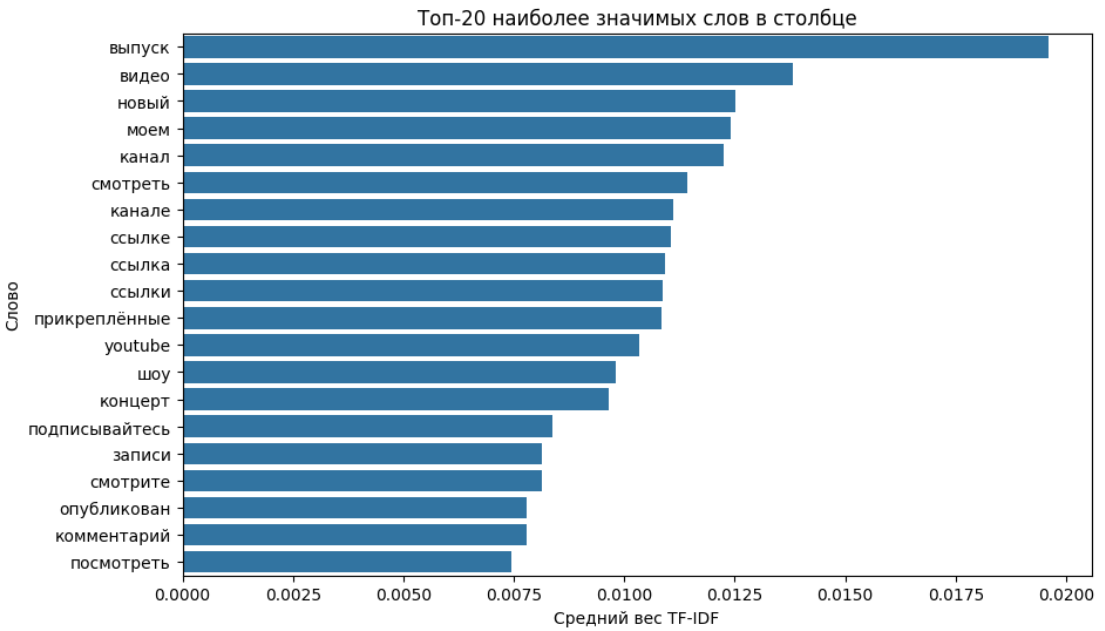 Топ-20 наиболее значимых слов в столбце
Слово
выпуск
видео
новый
моем
канал
смотреть
канале
ссылке
ссылка
ссылки
прикреплённые
youtube
шоу
концерт
подписывайтесь
записи
смотрите
опубликован
комментарий
посмотреть
0.0000 0.0025 0.0050 0.0075 0.0100 0.0125 0.0150 0.0175 0.0200
Средний вес TF-IDF